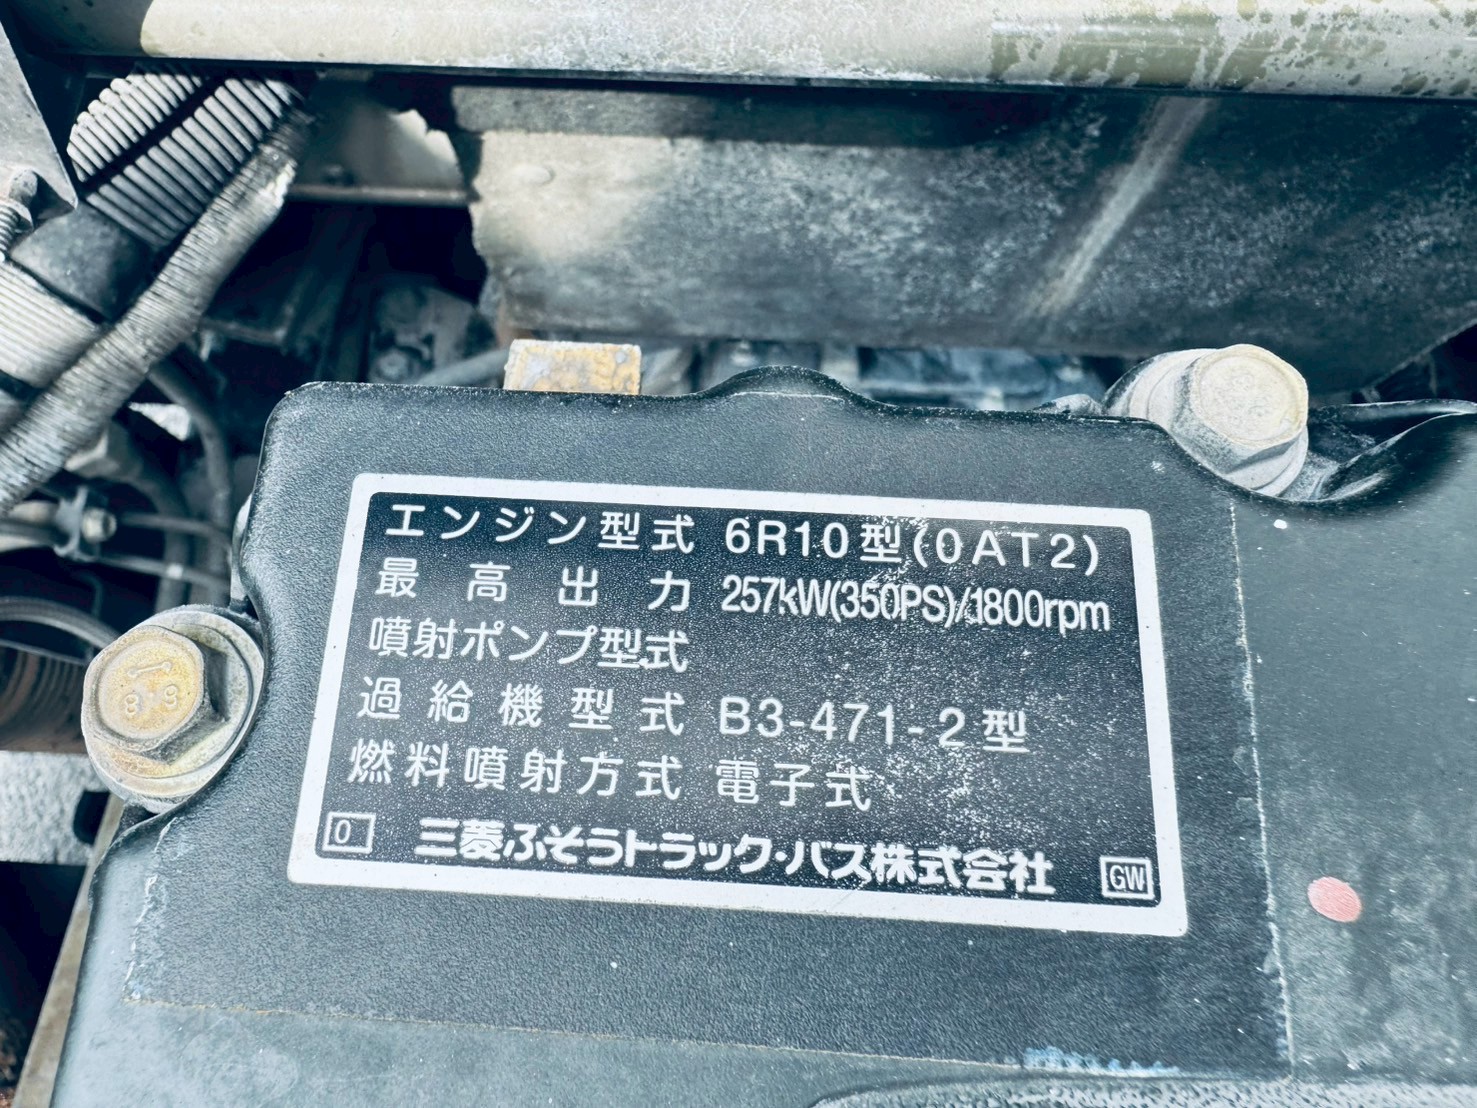 エンジン型式 6R10型(0AT2)
最高出力 257kW(350PS)/1800rpm
噴射ポンプ型式
過給機型式 B3-471-2型
燃料噴射方式 電子式
0 三菱ふそうトラック・バス株式会社 GW